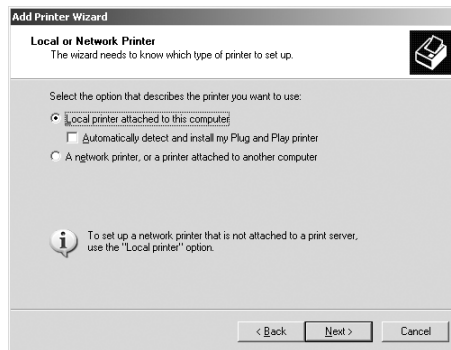 Add Printer Wizard
Local or Network Printer
The wizard needs to know which type of printer to set up.
Select the option that describes the printer you want to use:
Local printer attached to this computer
Automatically detect and install my Plug and Play printer
A network printer, or a printer attached to another computer
To set up a network printer that is not attached to a print server,
use the "Local printer" option.
< Back
Next >
Cancel